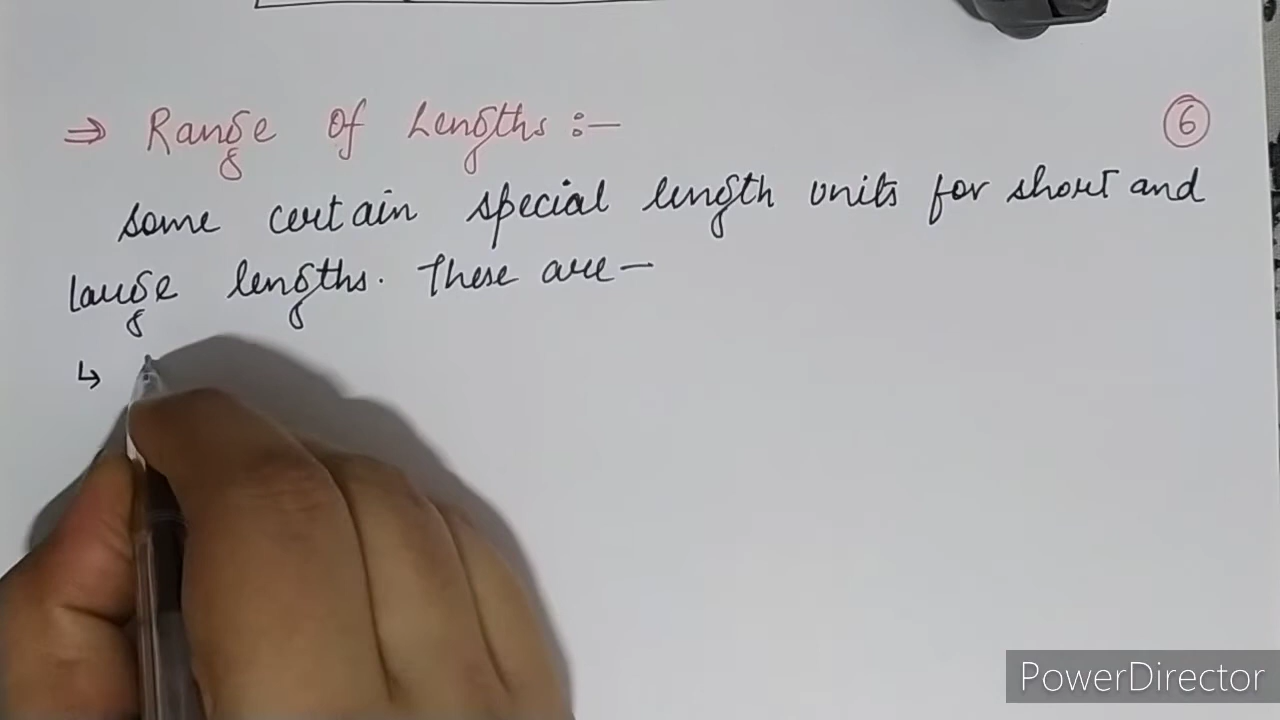 ⇒ Range of Lengths :-
6
Some certain special length units for short and
large lengths. These are -
↳
PowerDirector